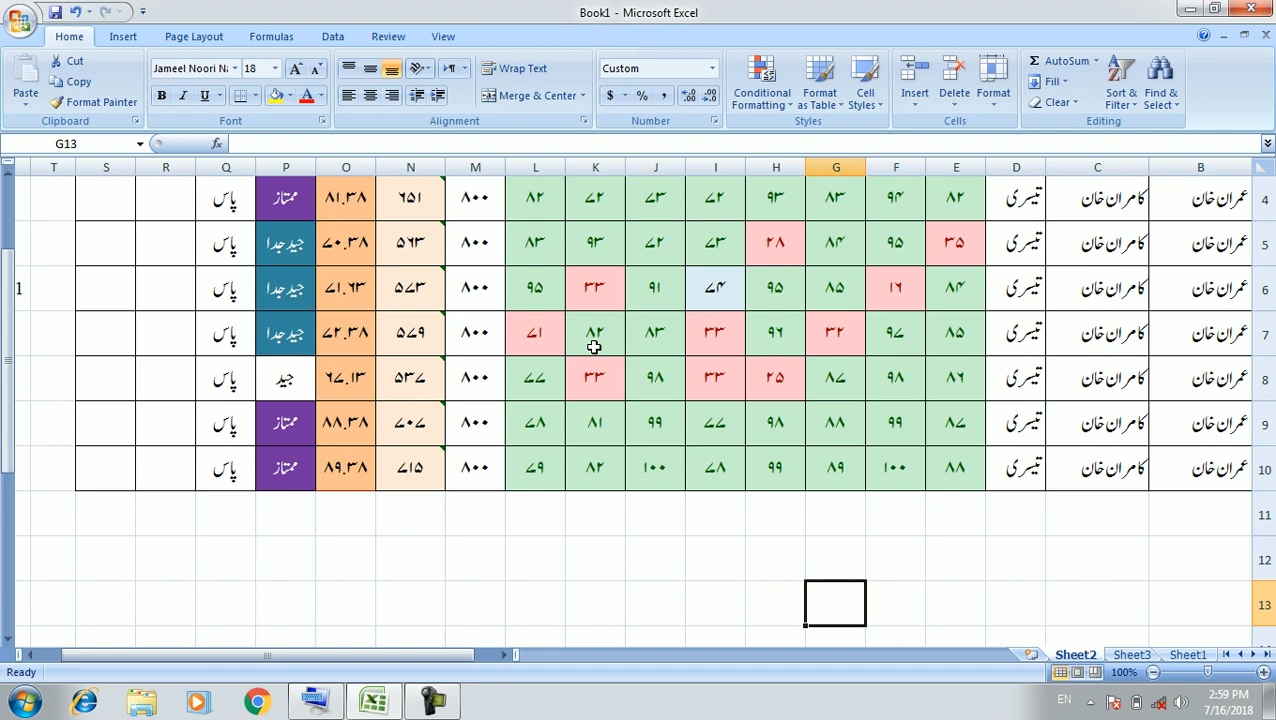 Book1 - Microsoft Excel
Home Insert Page Layout Formulas Data Review View
Paste Cut Copy Format Painter Clipboard
Jameel Noori Na 18 B I U A A A Font
Wrap Text Merge & Center Alignment
Custom $ % , Number
Conditional Formatting Format as Table Cell Styles Styles
Insert Delete Format Cells
Σ AutoSum Fill Clear Sort & Filter Find & Select Editing
G13 fx
T S R Q P O N M L K J I H G F E D C B
4 عمران خان کامران خان تیسری ۸۲ ۹۴ ۸۳ ۹۳ ۷۲ ۷۳ ۷۲ ۸۲ ۸۰۰ ۶۵۱ ۸۱.۳۸ ممتاز پاس
5 عمران خان کامران خان تیسری ۳۵ ۹۵ ۸۴ ۲۸ ۷۳ ۷۲ ۹۳ ۸۳ ۸۰۰ ۵۶۳ ۷۰.۳۸ جید جدا پاس
6 عمران خان کامران خان تیسری ۸۴ ۱۶ ۸۵ ۹۵ ۷۴ ۹۱ ۳۳ ۹۵ ۸۰۰ ۵۷۳ ۷۱.۶۳ جید جدا پاس 1
7 عمران خان کامران خان تیسری ۸۵ ۹۷ ۳۲ ۹۶ ۳۳ ۸۳ ۸۲ ۷۱ ۸۰۰ ۵۷۹ ۷۲.۳۸ جید جدا پاس
8 عمران خان کامران خان تیسری ۸۶ ۹۸ ۸۷ ۲۵ ۳۳ ۹۸ ۳۳ ۷۷ ۸۰۰ ۵۳۷ ۶۷.۱۳ جید پاس
9 عمران خان کامران خان تیسری ۸۷ ۹۹ ۸۸ ۹۸ ۷۷ ۹۹ ۸۱ ۷۸ ۸۰۰ ۷۰۷ ۸۸.۳۸ ممتاز پاس
10 عمران خان کامران خان تیسری ۸۸ ۱۰۰ ۸۹ ۹۹ ۷۸ ۱۰۰ ۸۲ ۷۹ ۸۰۰ ۷۱۵ ۸۹.۳۸ ممتاز پاس
11
12
13
Sheet2 Sheet3 Sheet1
Ready 100%
EN 2:59 PM
7/16/2018